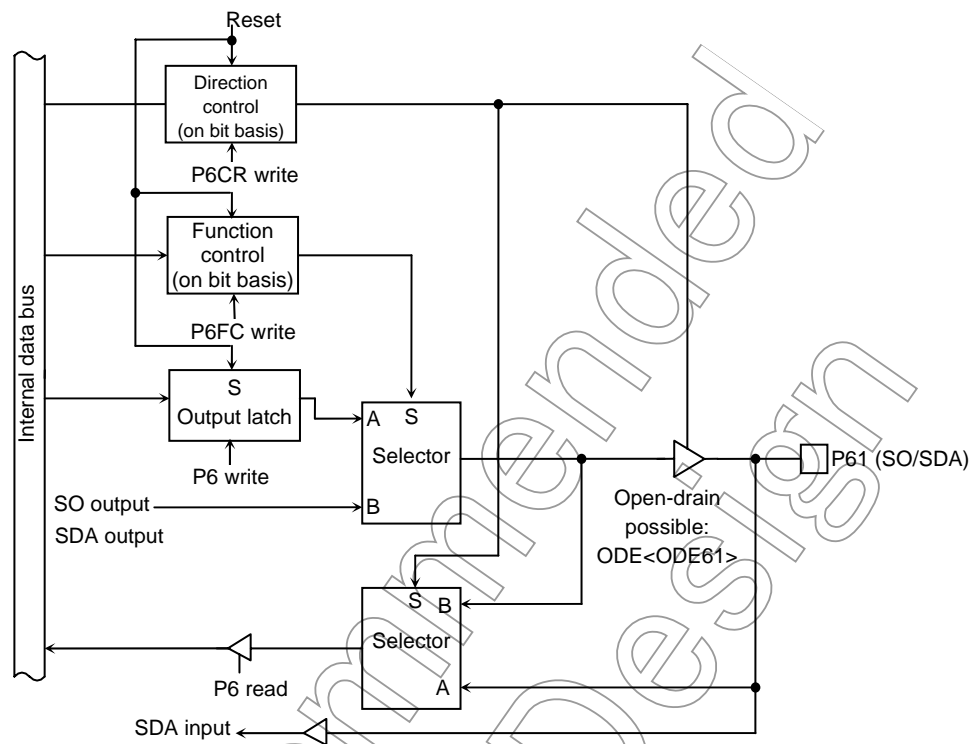 Reset
Direction
control
(on bit basis)
P6CR write
Function
control
(on bit basis)
P6FC write
Internal data bus
S
Output latch
P6 write
A
S
Selector
B
SO output
SDA output
P61 (SO/SDA)
Open-drain
possible:
ODE<ODE61>
S
B
Selector
A
P6 read
SDA input
mmended
Design